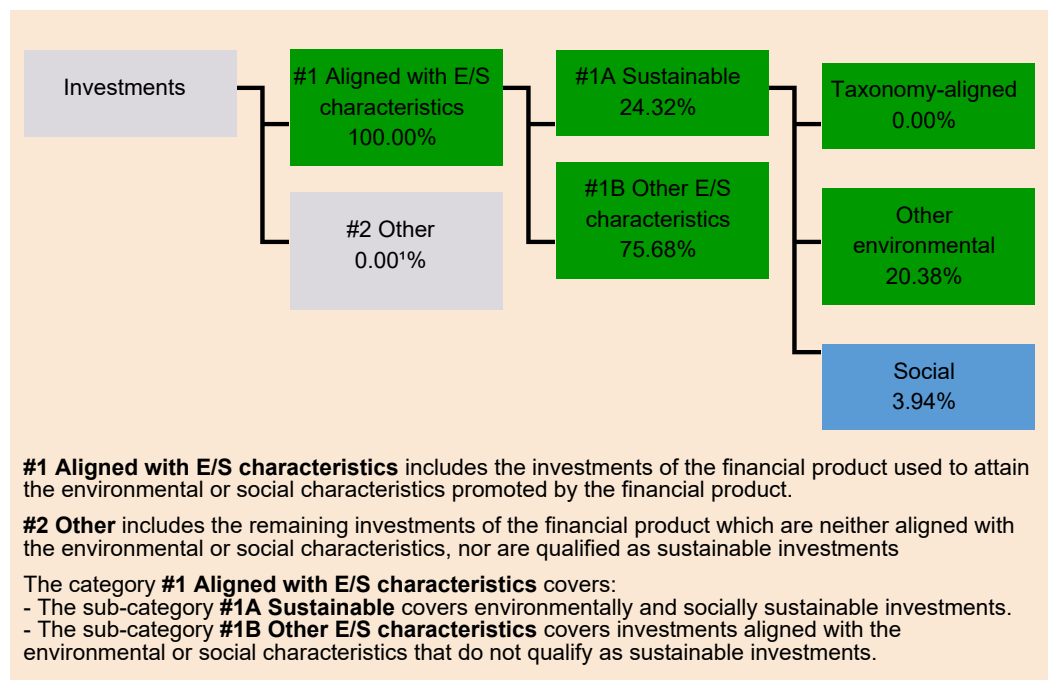 Investments
#1 Aligned with E/S
characteristics
100.00%
#2 Other
0.00¹%
#1A Sustainable
24.32%
#1B Other E/S
characteristics
75.68%
Taxonomy-aligned
0.00%
Other
environmental
20.38%
Social
3.94%
#1 Aligned with E/S characteristics includes the investments of the financial product used to attain
the environmental or social characteristics promoted by the financial product.
#2 Other includes the remaining investments of the financial product which are neither aligned with
the environmental or social characteristics, nor are qualified as sustainable investments
The category #1 Aligned with E/S characteristics covers:
- The sub-category #1A Sustainable covers environmentally and socially sustainable investments.
- The sub-category #1B Other E/S characteristics covers investments aligned with the
environmental or social characteristics that do not qualify as sustainable investments.